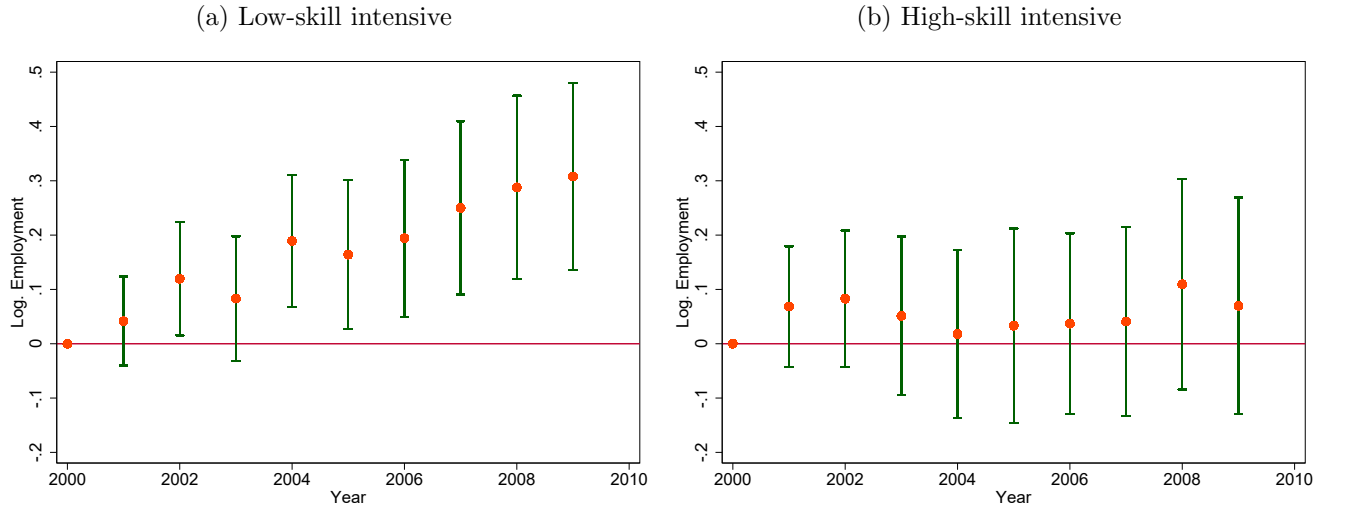 (a) Low-skill intensive
.5
.4
.3
.2
.1
0
-.1
-.2
Log. Employment
2000 2002 2004 2006 2008 2010
Year
(b) High-skill intensive
.5
.4
.3
.2
.1
0
-.1
-.2
Log. Employment
2000 2002 2004 2006 2008 2010
Year